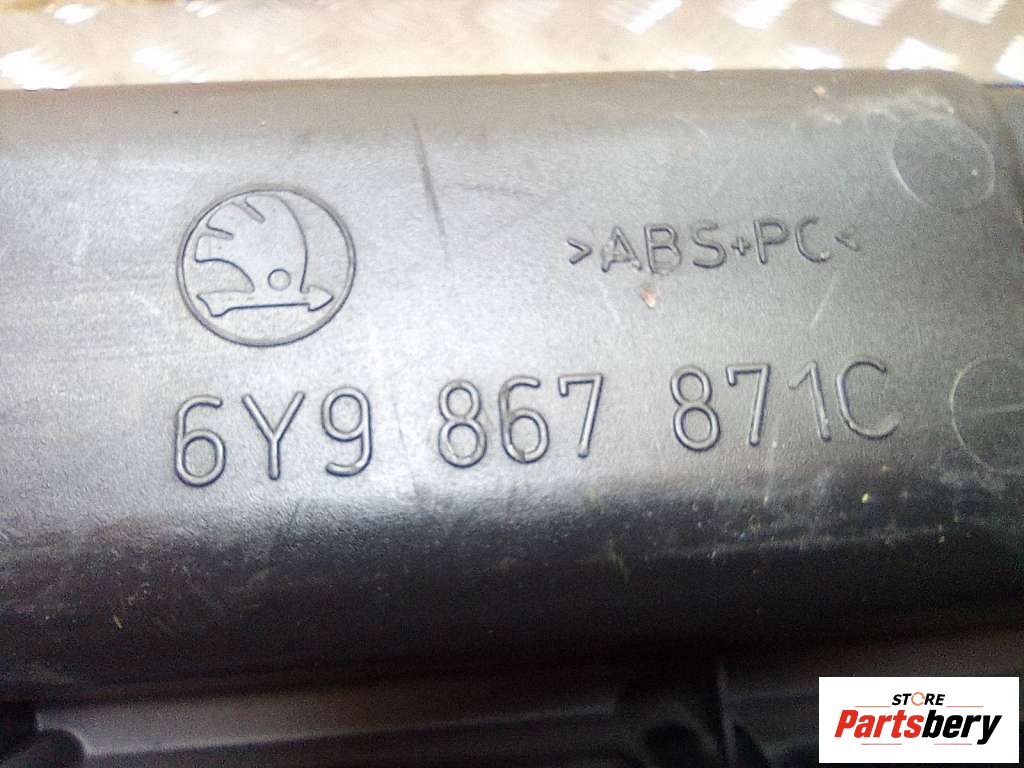 >ABS+PC<
6Y9 867 871C
STORE
Partsbery